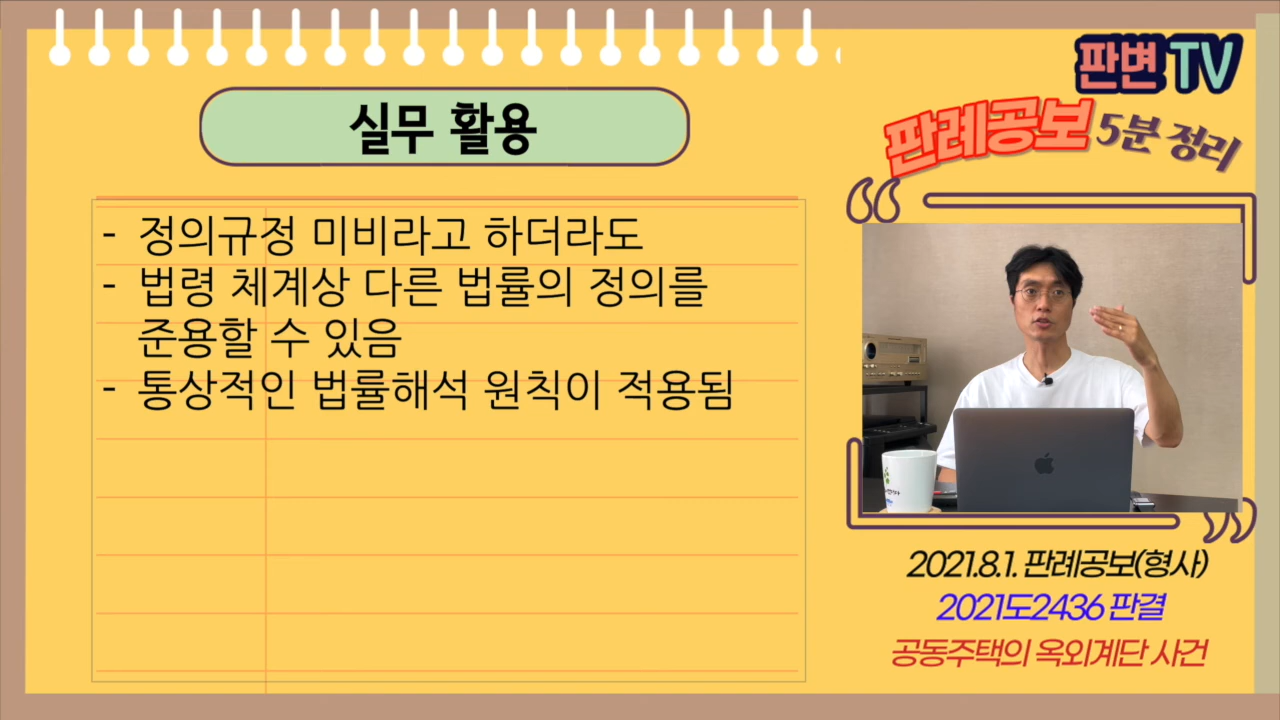 실무 활용
- 정의규정 미비라고 하더라도
- 법령 체계상 다른 법률의 정의를
준용할 수 있음
- 통상적인 법률해석 원칙이 적용됨
판변 TV
판례공보 5분 정리
2021.8.1. 판례공보(형사)
2021도2436 판결
공동주택의 옥외계단 사건